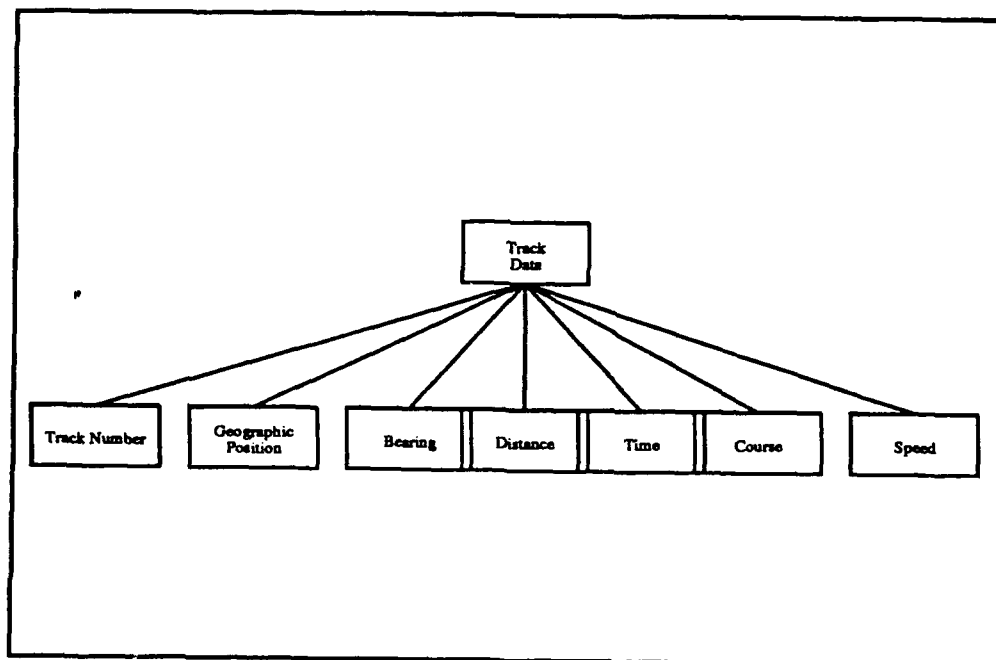 Track
Data
Track Number
Geographic
Position
Bearing
Distance
Time
Course
Speed